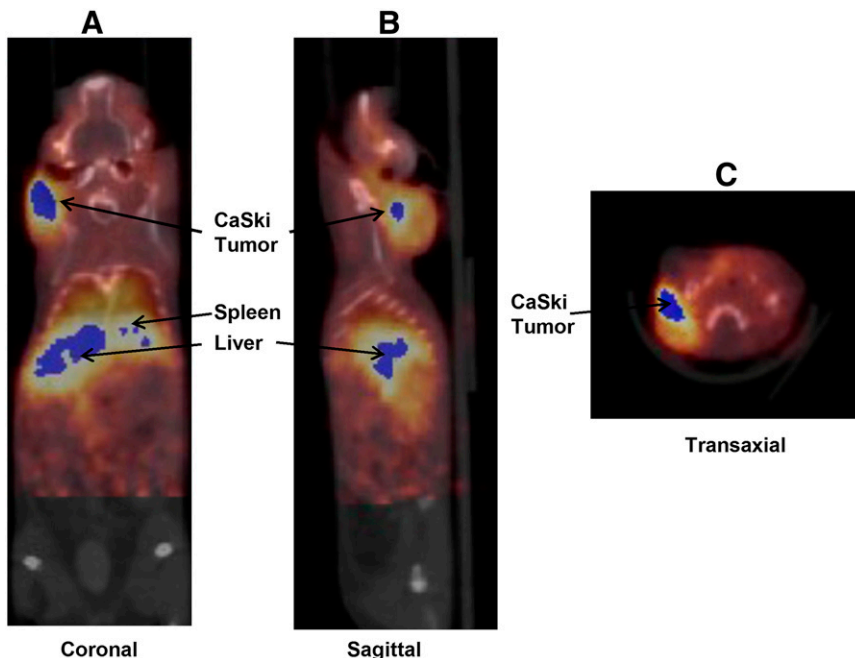 A
B
C
CaSki
Tumor
Spleen
Liver
CaSki
Tumor
Coronal
Sagittal
Transaxial